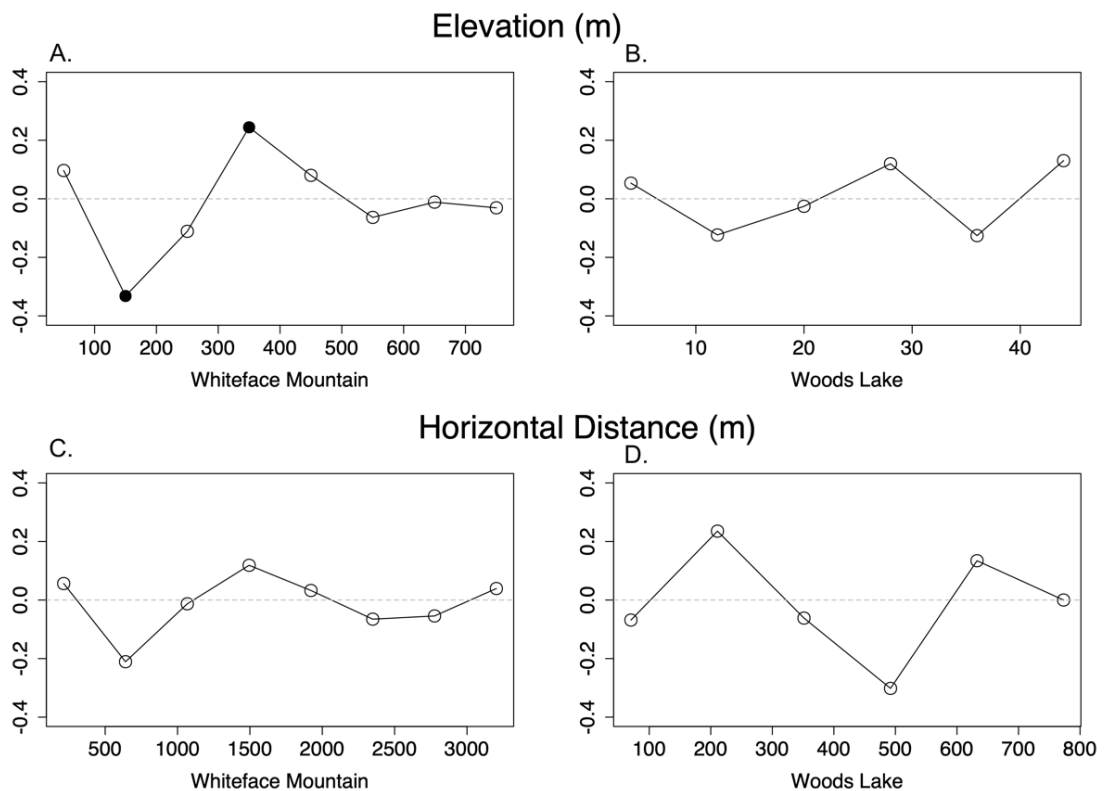 Elevation (m)
A.
B.
0.4
0.2
0.0
-0.2
-0.4
100 200 300 400 500 600 700
Whiteface Mountain
0.4
0.2
0.0
-0.2
-0.4
10 20 30 40
Woods Lake
Horizontal Distance (m)
C.
D.
0.4
0.2
0.0
-0.2
-0.4
500 1000 1500 2000 2500 3000
Whiteface Mountain
0.4
0.2
0.0
-0.2
-0.4
100 200 300 400 500 600 700 800
Woods Lake